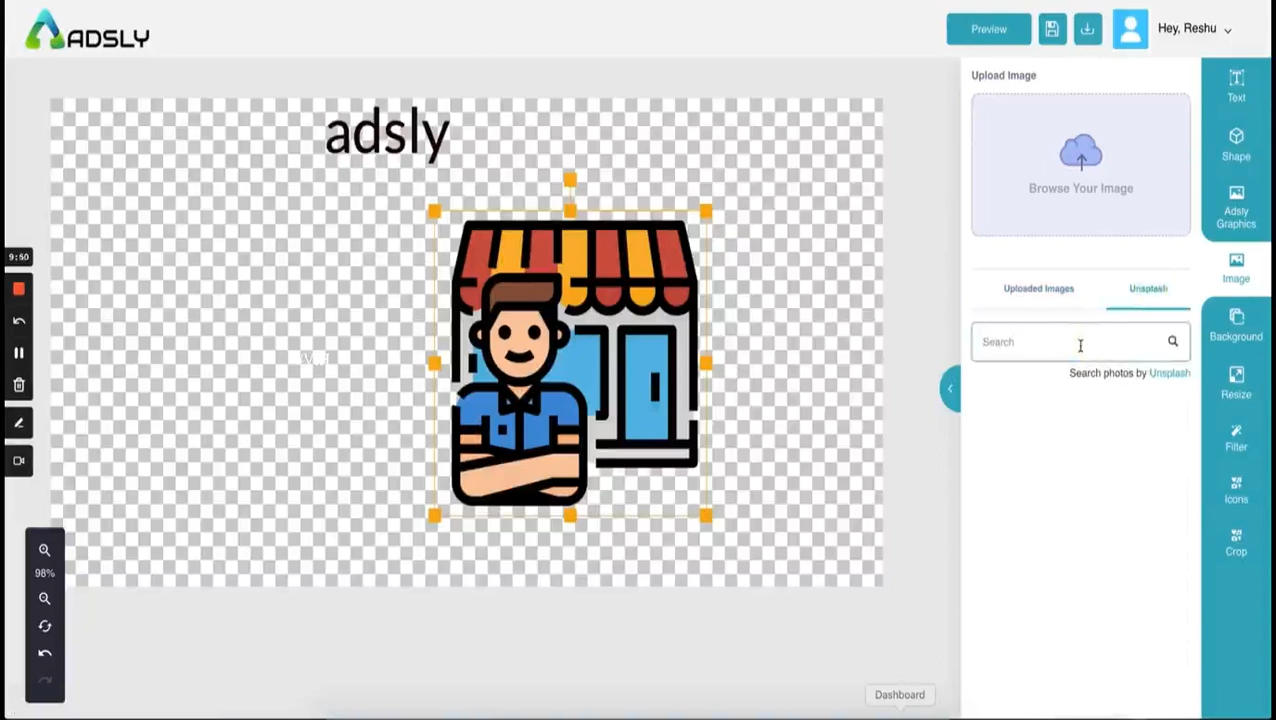 ADSLY
Preview
Hey, Reshu
Upload Image
Browse Your Image
Uploaded Images
Unsplash
Search
Search photos by Unsplash
Text
Shape
Adsly
Graphics
Image
Background
Resize
Filter
Icons
Crop
adsly
9:50
98%
Dashboard